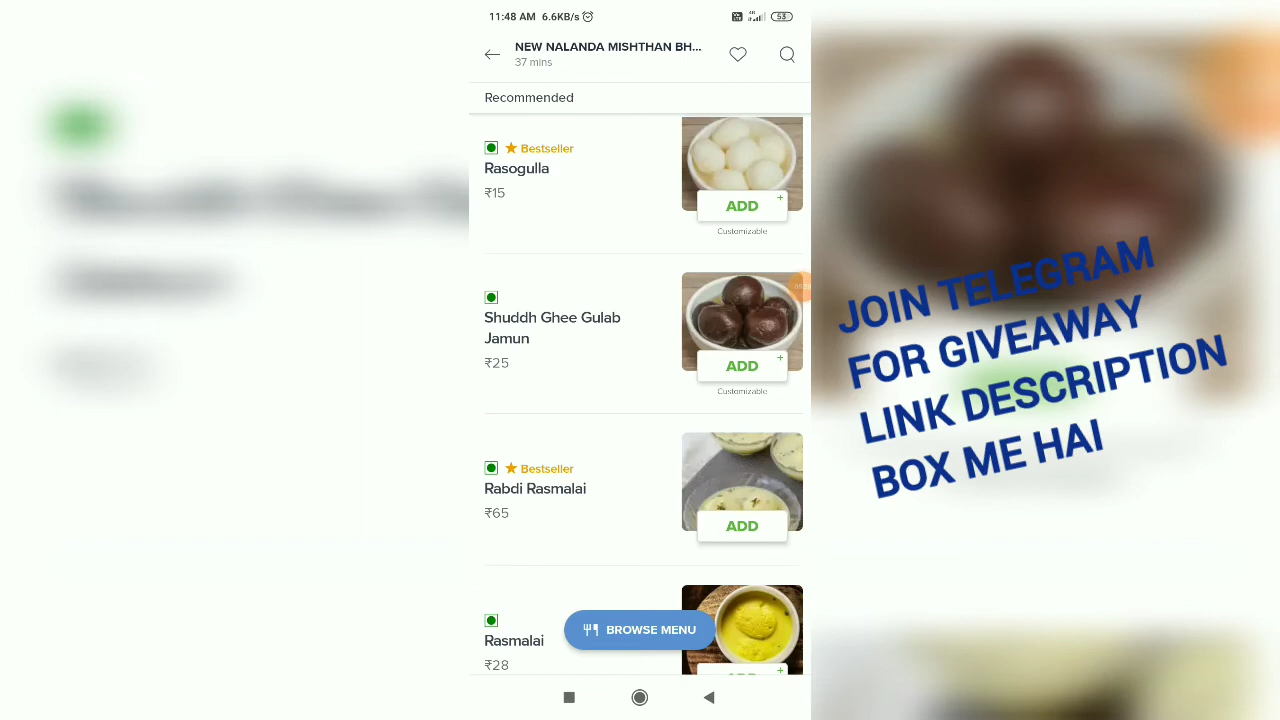 11:48 AM 6.6KB/s
53
NEW NALANDA MISHTHAN BH...
37 mins
Recommended
Bestseller
Rasogulla
₹15
ADD +
Customizable
Shuddh Ghee Gulab
Jamun
₹25
ADD +
Customizable
Bestseller
Rabdi Rasmalai
₹65
ADD
Rasmalai
₹28
BROWSE MENU
JOIN TELEGRAM
FOR GIVEAWAY
LINK DESCRIPTION
BOX ME HAI